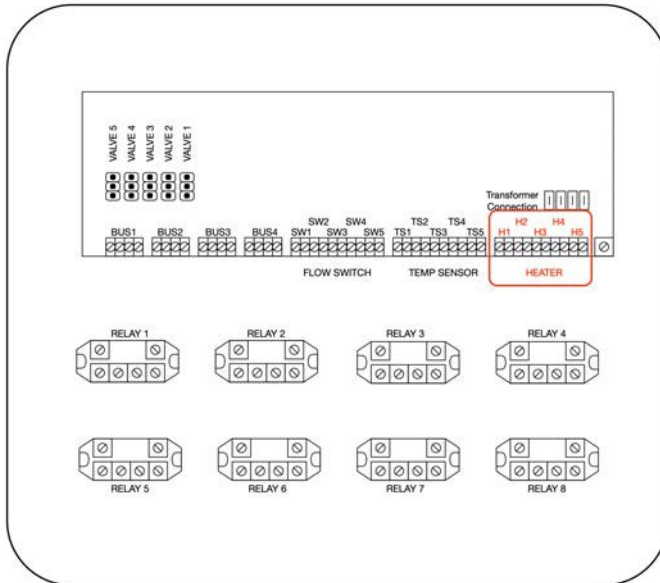 VALVE 5
VALVE 4
VALVE 3
VALVE 2
VALVE 1
Transformer
Connection
SW2 SW4 TS2 TS4 H2 H4
BUS1 BUS2 BUS3 BUS4 SW1 SW3 SW5 TS1 TS3 TS5 H1 H3 H5
FLOW SWITCH TEMP SENSOR HEATER
RELAY 1 RELAY 2 RELAY 3 RELAY 4
RELAY 5 RELAY 6 RELAY 7 RELAY 8